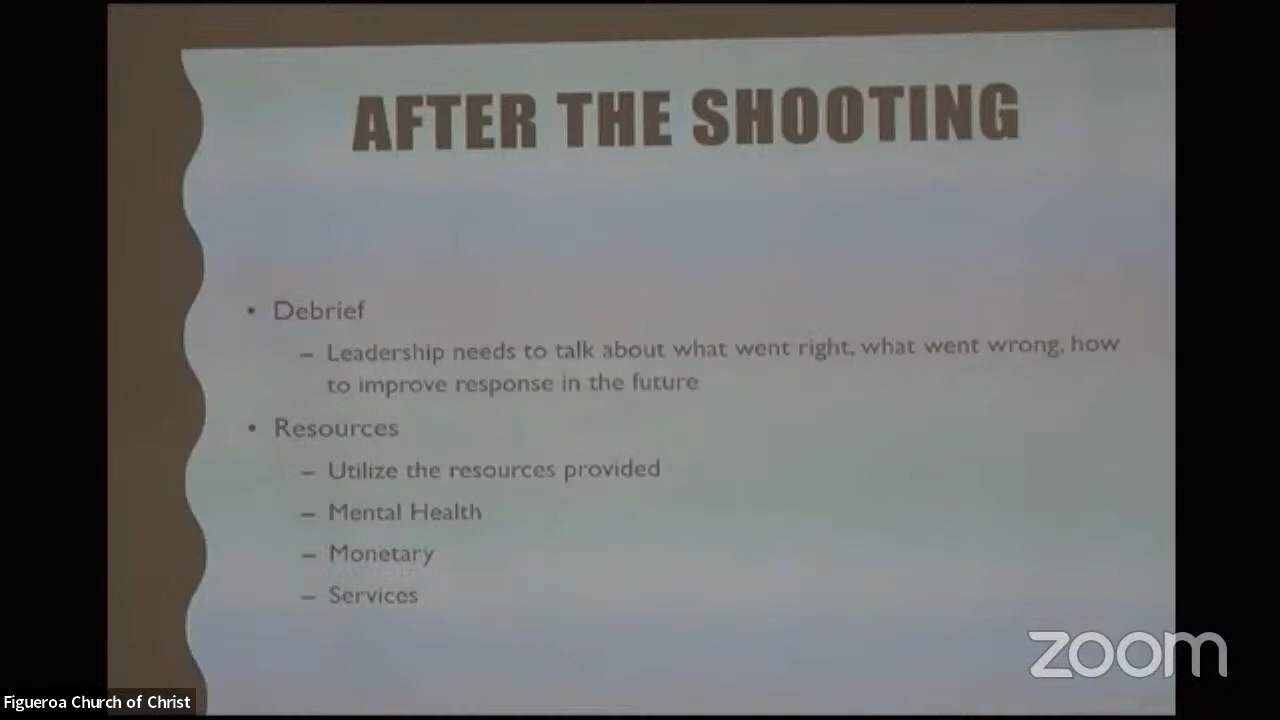 AFTER THE SHOOTING
• Debrief
– Leadership needs to talk about what went right, what went wrong, how
to improve response in the future
• Resources
– Utilize the resources provided
– Mental Health
– Monetary
– Services
zoom
Figueroa Church of Christ